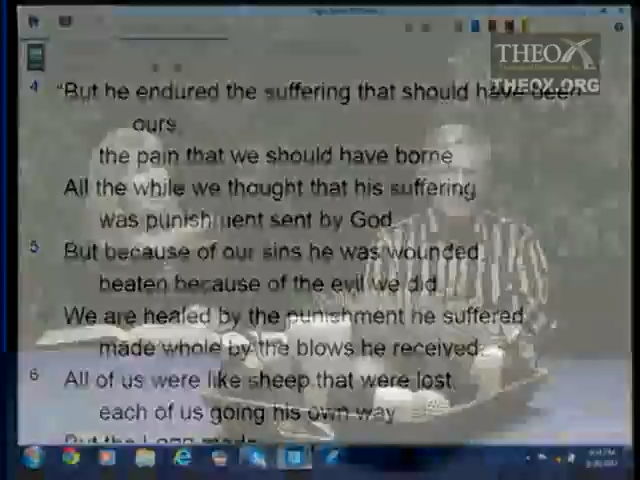 THEOX
THEOX.ORG
4 "But he endured the suffering that should have been
ours,
the pain that we should have borne
All the while we thought that his suffering
was punishment sent by God
5 But because of our sins he was wounded,
beaten because of the evil we did
We are healed by the punishment he suffered,
made whole by the blows he received
6 All of us were like sheep that were lost,
each of us going his own way
But the Lord made